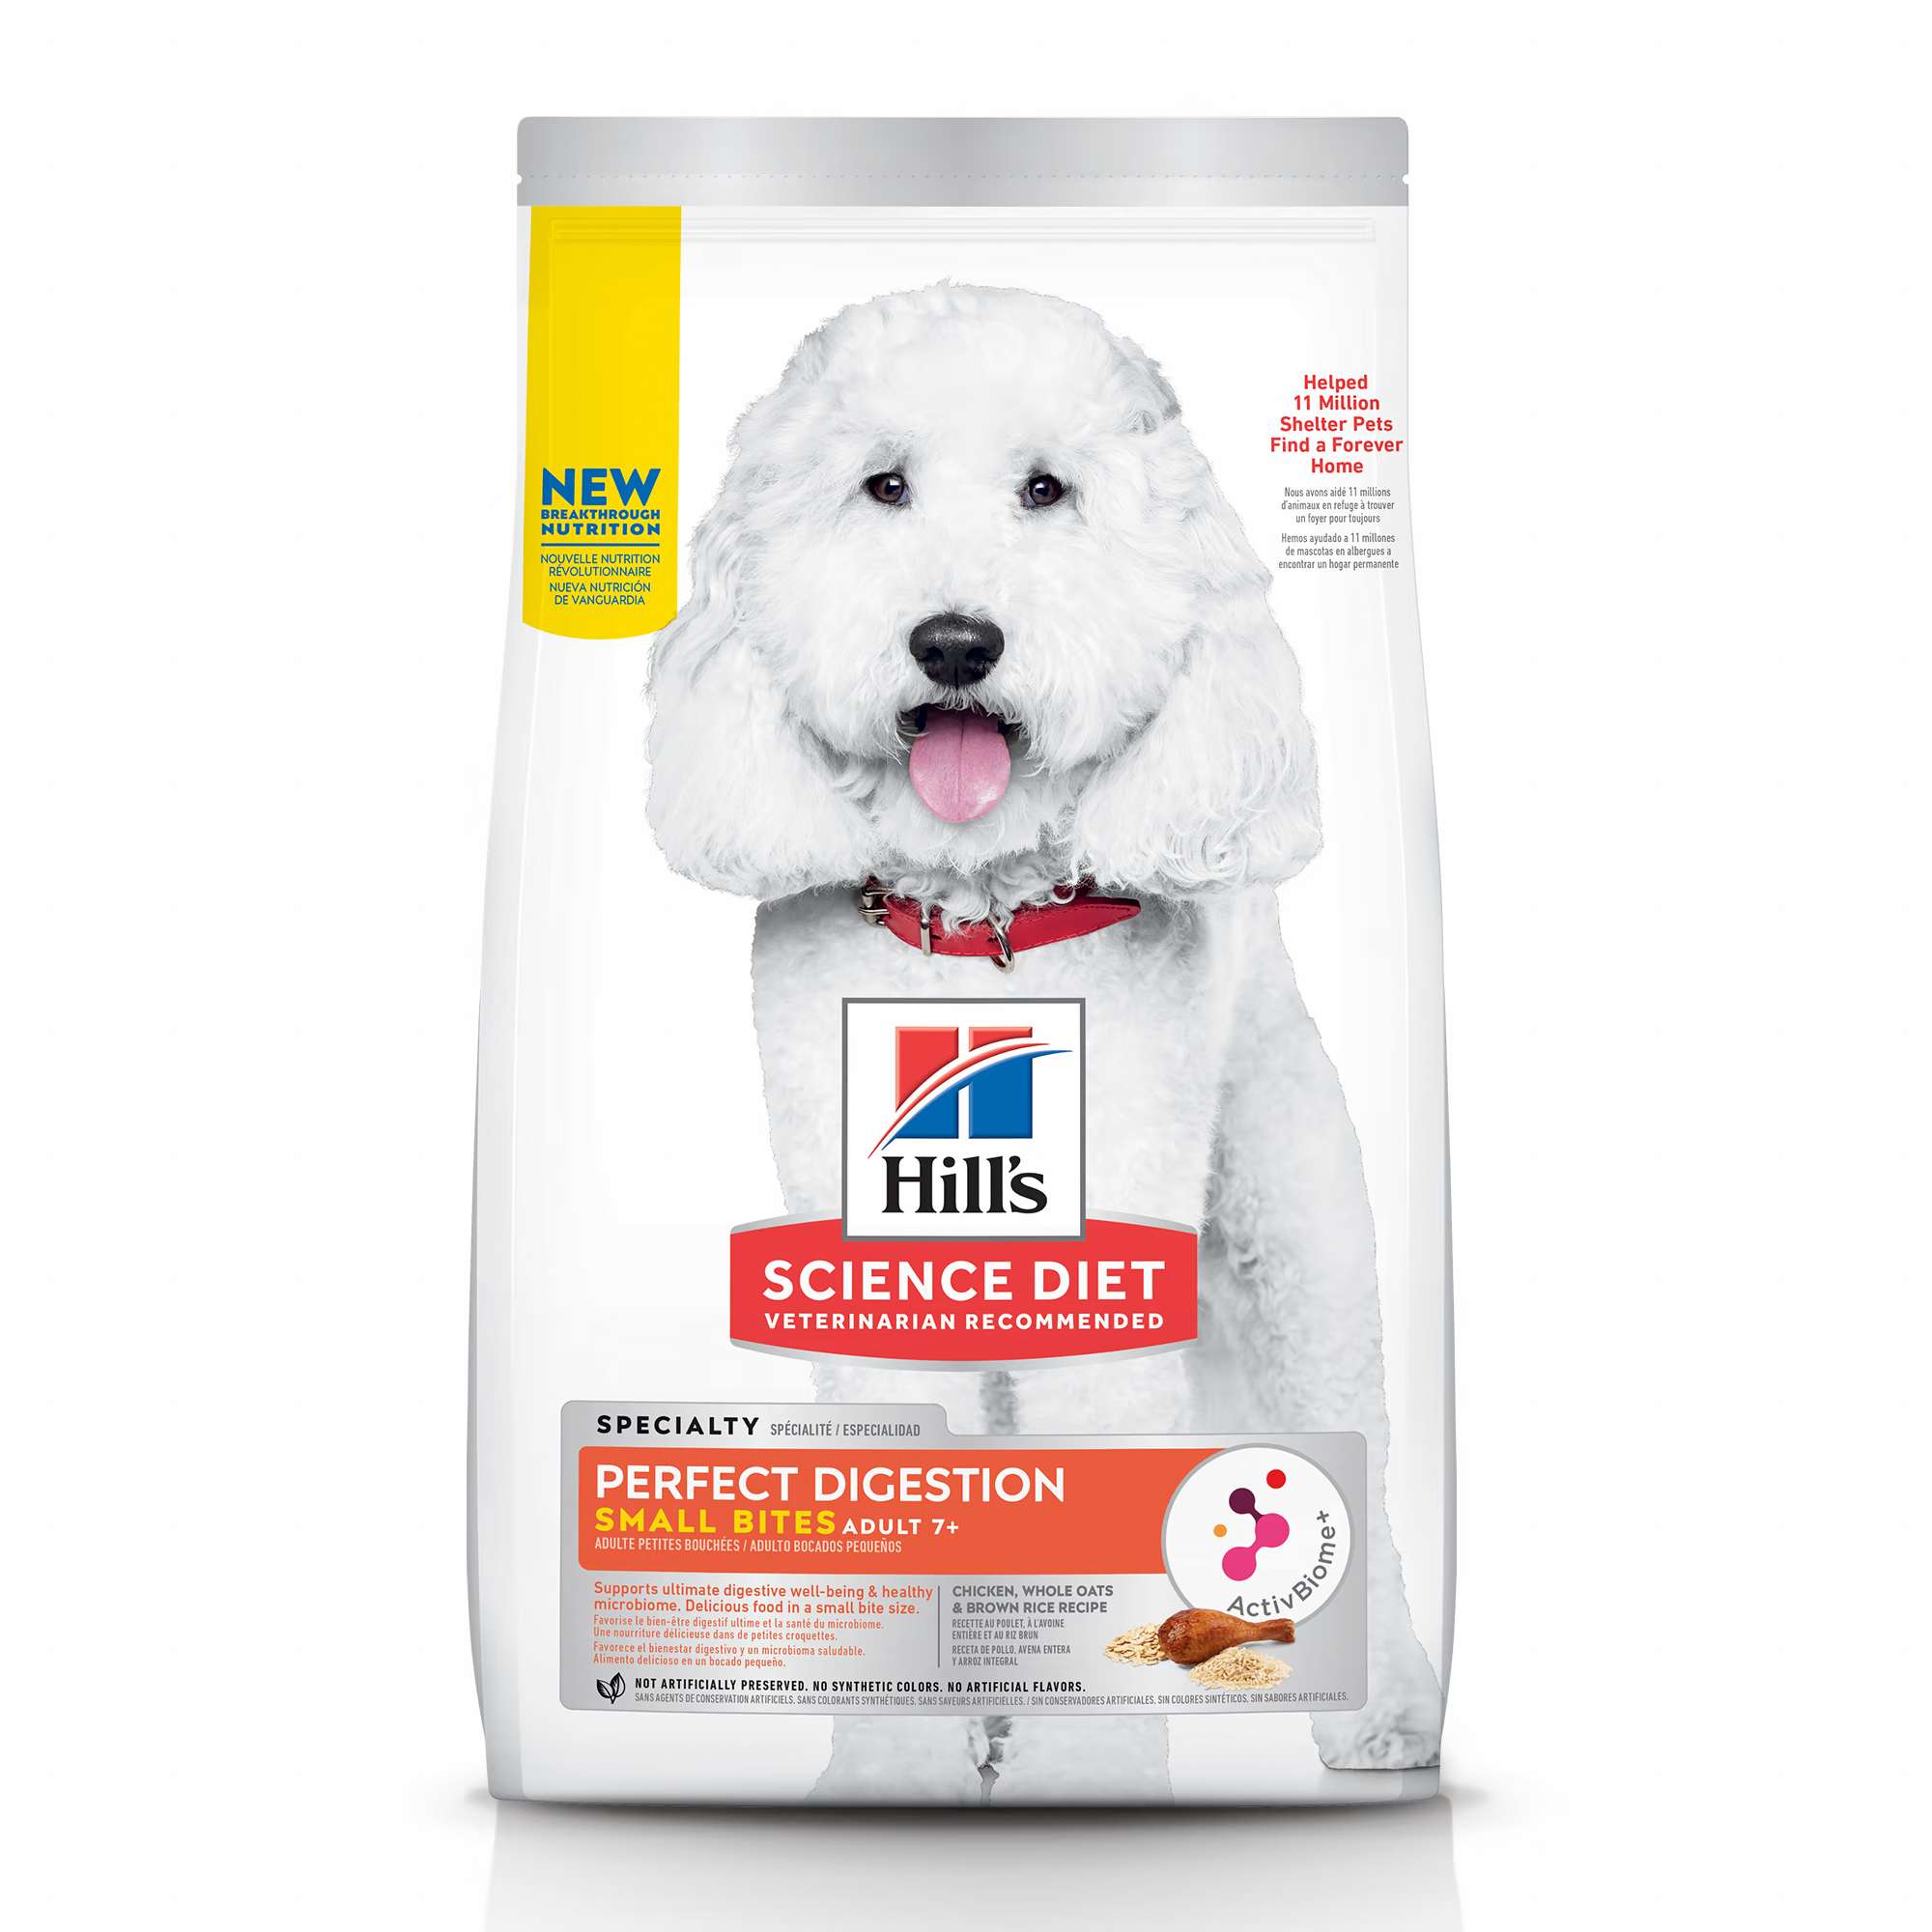 NEW
BREAKTHROUGH
NUTRITION
NOUVELLE NUTRITION
RÉVOLUTIONNAIRE
NUEVA NUTRICIÓN
DE VANGUARDIA
Helped
11 Million
Shelter Pets
Find a Forever
Home
Nous avons aidé 11 millions
d'animaux en refuge à trouver
un foyer pour toujours
Hemos ayudado a 11 millones
de mascotas en albergues a
encontrar un hogar permanente
Hill's
SCIENCE DIET
VETERINARIAN RECOMMENDED
SPECIALTY SPÉCIALITÉ / ESPECIALIDAD
PERFECT DIGESTION
SMALL BITES ADULT 7+
ADULTE PETITES BOUCHÉES / ADULTO BOCADOS PEQUEÑOS
ActivBiome+
Supports ultimate digestive well-being & healthy
microbiome. Delicious food in a small bite size.
Favorise le bien-être digestif ultime et la santé du microbiome.
Une nourriture délicieuse dans de petites croquettes.
Favorece el bienestar digestivo y un microbioma saludable.
Alimento delicioso en un bocado pequeño.
CHICKEN, WHOLE OATS
& BROWN RICE RECIPE
RECETTE AU POULET, À L'AVOINE
ENTIÈRE ET AU RIZ BRUN
RECETA DE POLLO, AVENA ENTERA
Y ARROZ INTEGRAL
NOT ARTIFICIALLY PRESERVED. NO SYNTHETIC COLORS. NO ARTIFICIAL FLAVORS.
SANS AGENTS DE CONSERVATION ARTIFICIELS. SANS COLORANTS SYNTHÉTIQUES. SANS SAVEURS ARTIFICIELLES. / SIN CONSERVADORES ARTIFICIALES. SIN COLORES SINTÉTICOS. SIN SABORES ARTIFICIALES.